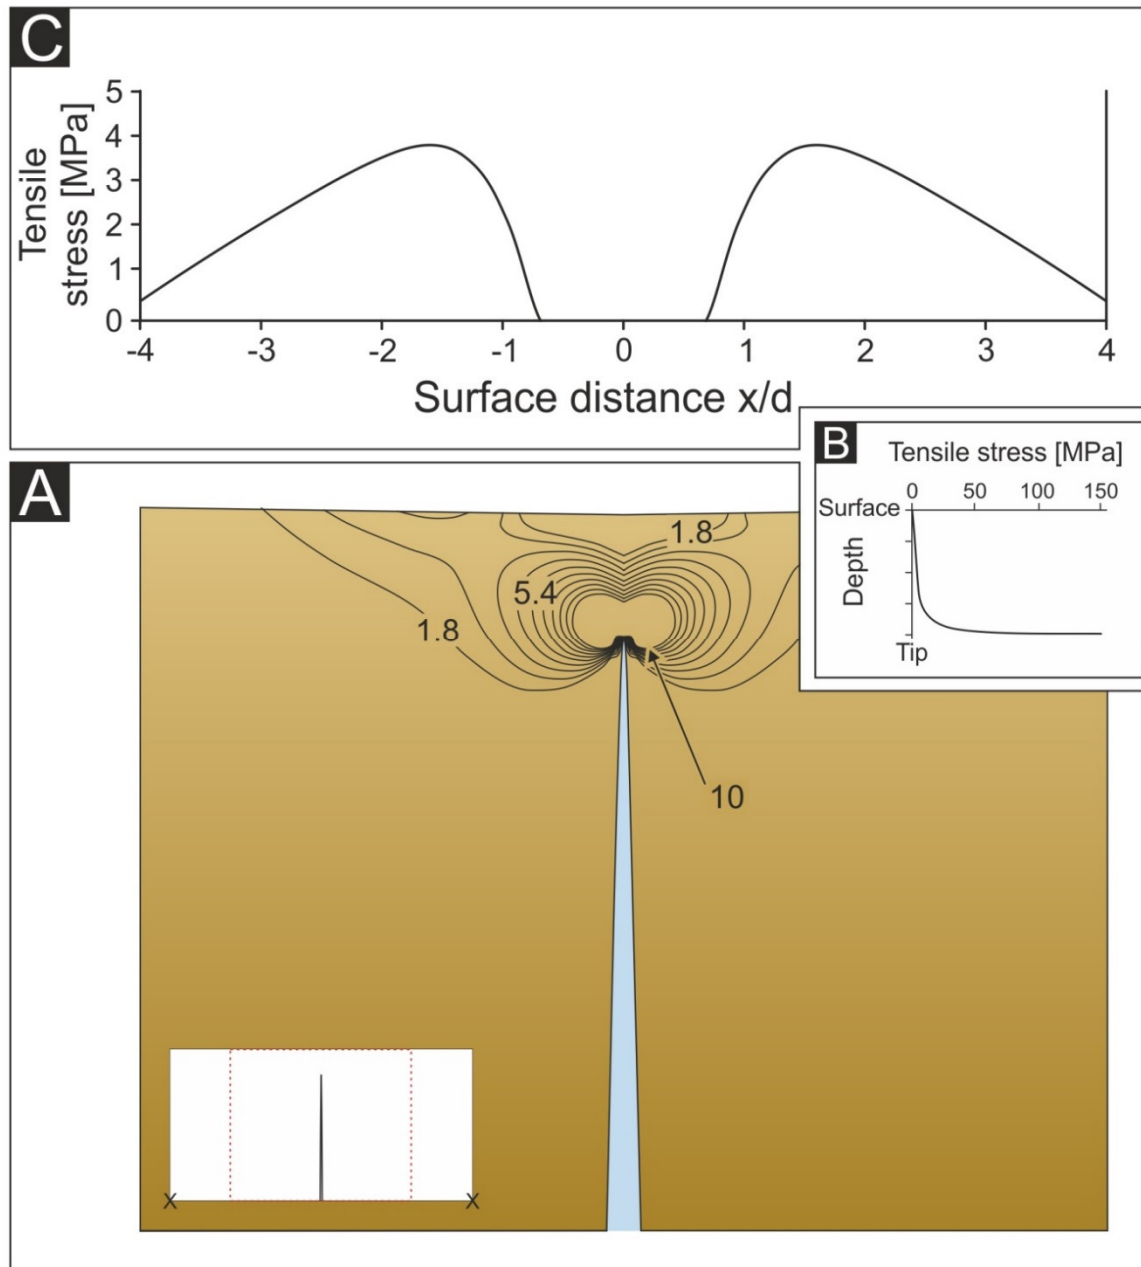 C
Tensile
stress [MPa]
5
4
3
2
1
0
-4 -3 -2 -1 0 1 2 3 4
Surface distance x/d
B
Tensile stress [MPa]
0 50 100 150
Surface
Depth
Tip
A
1.8
5.4
1.8
10
X X